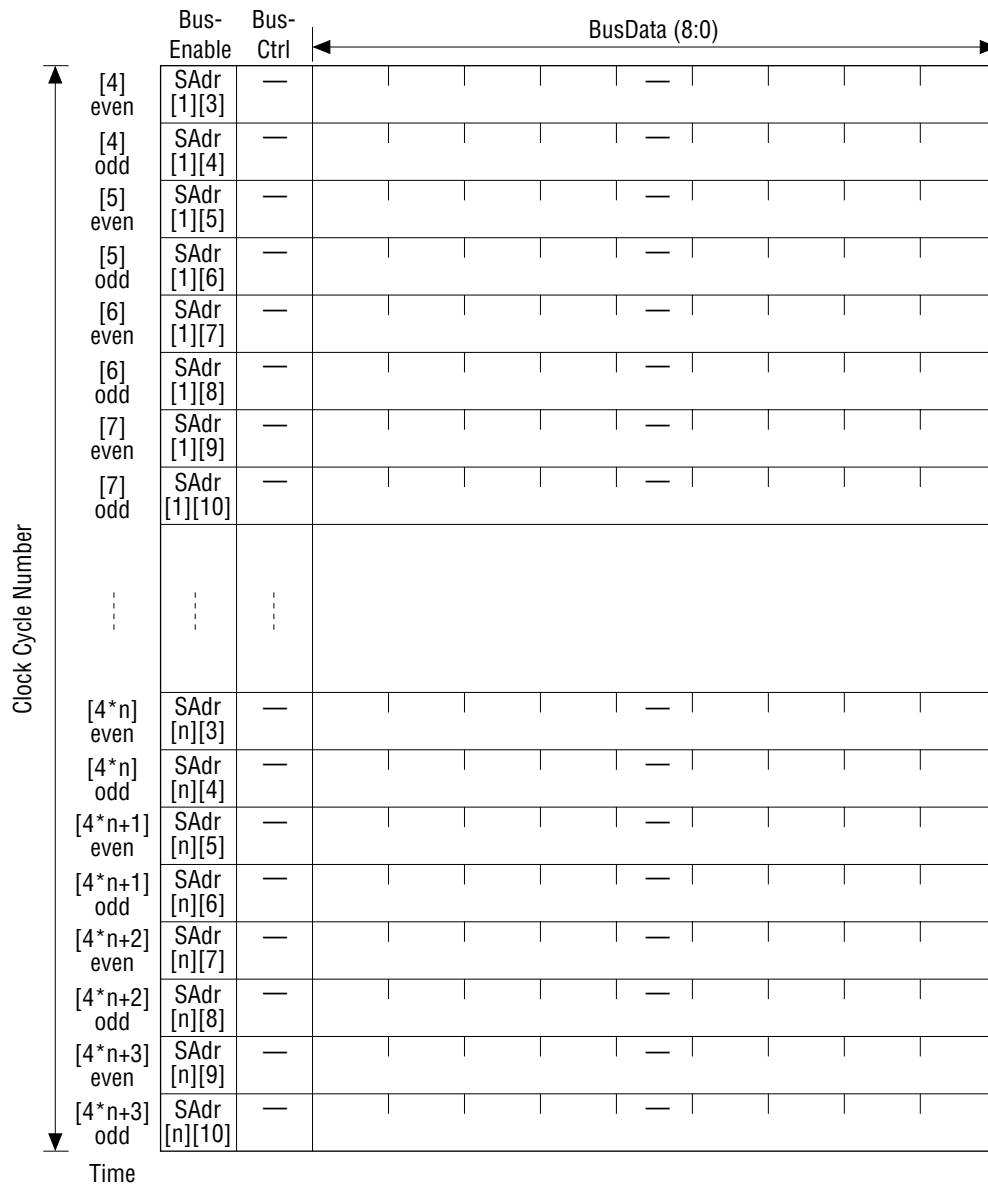 Bus- Bus- BusData (8:0)
Enable Ctrl
[4] SAdr — —
even [1][3]
[4] SAdr — —
odd [1][4]
[5] SAdr — —
even [1][5]
[5] SAdr — —
odd [1][6]
[6] SAdr — —
even [1][7]
[6] SAdr — —
odd [1][8]
[7] SAdr — —
even [1][9]
[7] SAdr — —
odd [1][10]
Clock Cycle Number
[4*n] SAdr — —
even [n][3]
[4*n] SAdr — —
odd [n][4]
[4*n+1] SAdr — —
even [n][5]
[4*n+1] SAdr — —
odd [n][6]
[4*n+2] SAdr — —
even [n][7]
[4*n+2] SAdr — —
odd [n][8]
[4*n+3] SAdr — —
even [n][9]
[4*n+3] SAdr — —
odd [n][10]
Time